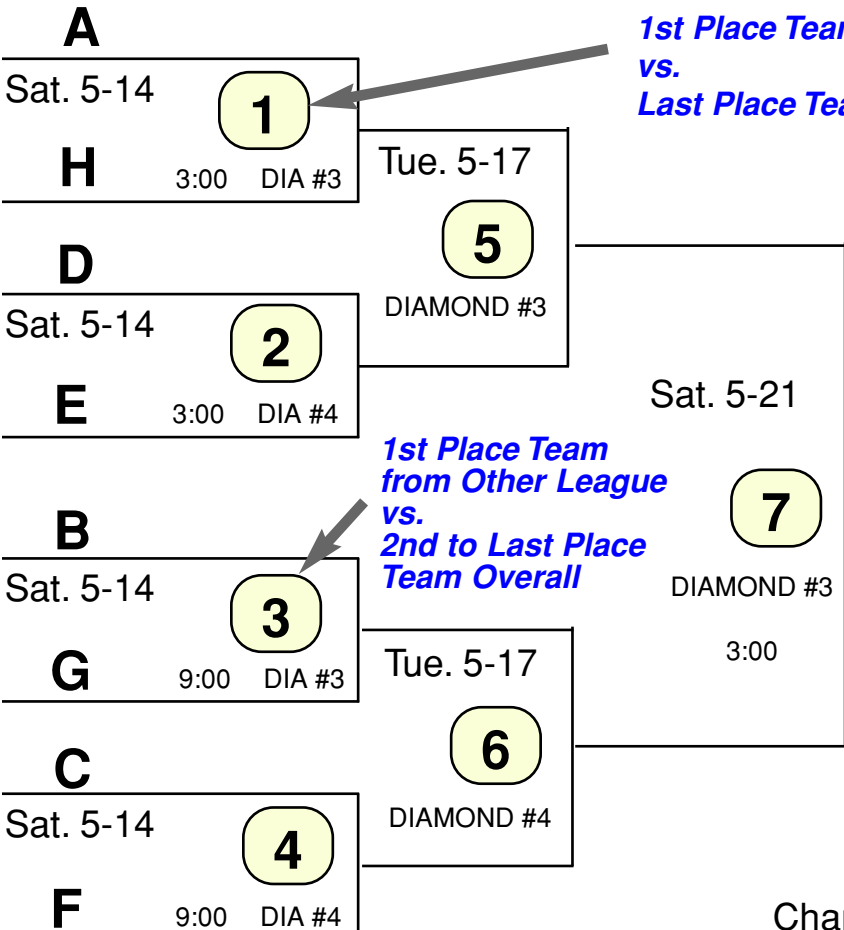 A
Sat. 5-14
1
H
3:00 DIA #3
1st Place
vs.
Last Place
Tue. 5-17
5
DIAMOND #3
D
Sat. 5-14
2
E
3:00 DIA #4
Sat. 5-21
7
DIAMOND #3
3:00
1st Place Team
from Other League
vs.
2nd to Last Place
Team Overall
B
Sat. 5-14
3
G
9:00 DIA #3
Tue. 5-17
6
DIAMOND #4
C
Sat. 5-14
4
F
9:00 DIA #4